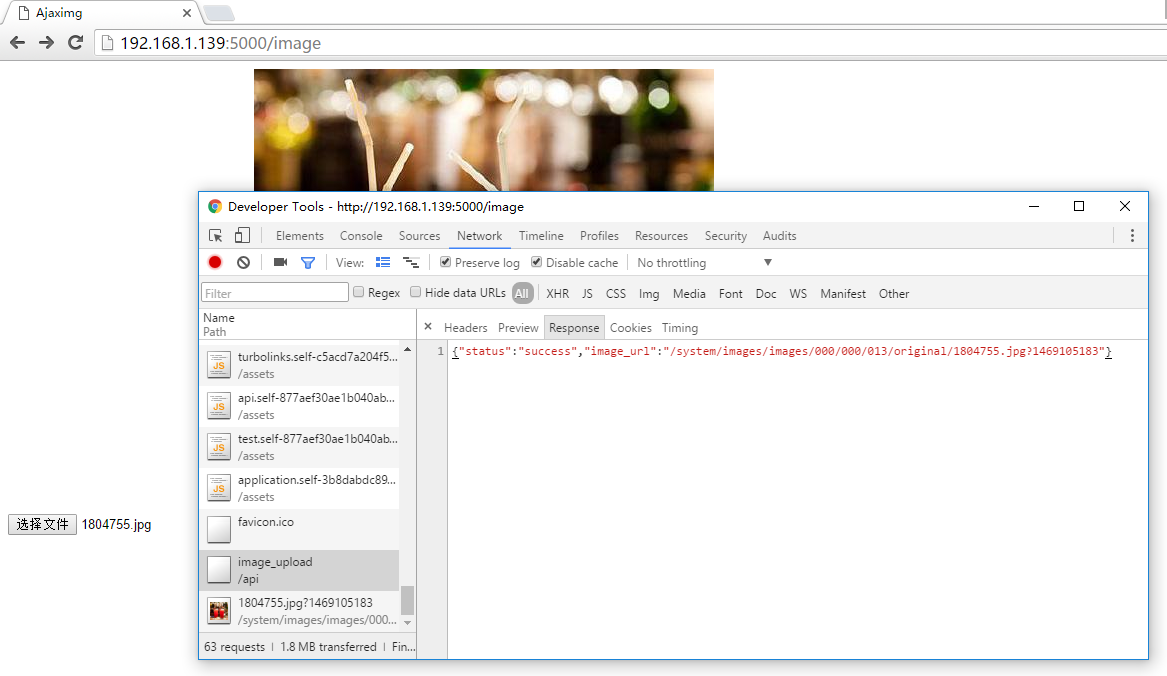 Ajaximg
192.168.1.139:5000/image
Developer Tools - http://192.168.1.139:5000/image
Elements Console Sources Network Timeline Profiles Resources Security Audits
View: Preserve log Disable cache No throttling
Filter Regex Hide data URLs All XHR JS CSS Img Media Font Doc WS Manifest Other
Name
Path
Headers Preview Response Cookies Timing
1 {"status":"success","image_url":"/system/images/images/000/000/013/original/1804755.jpg?1469105183"}
JS turbolinks.self-c5acd7a204f5...
/assets
JS api.self-877aef30ae1b040ab...
/assets
JS test.self-877aef30ae1b040ab...
/assets
JS application.self-3b8dabdc89...
/assets
favicon.ico
选择文件 1804755.jpg
image_upload
/api
1804755.jpg?1469105183
/system/images/images/000...
63 requests | 1.8 MB transferred | Fin...